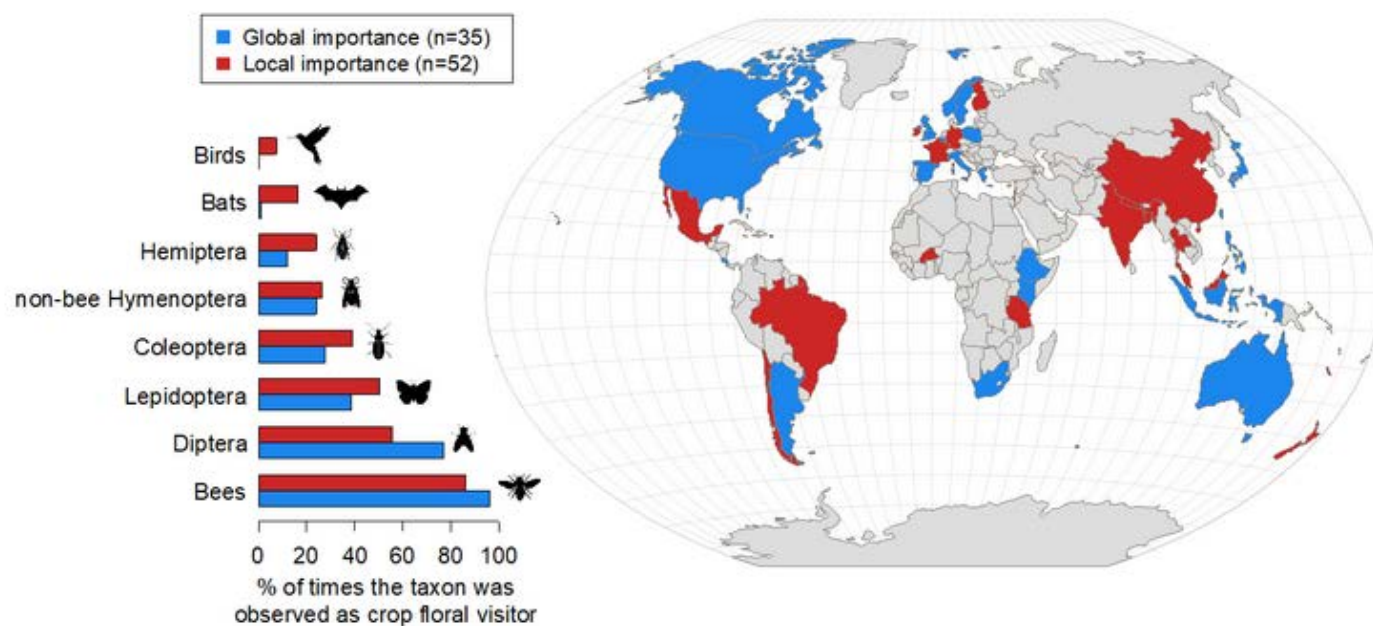 Global importance (n=35)
Local importance (n=52)
Birds
Bats
Hemiptera
non-bee Hymenoptera
Coleoptera
Lepidoptera
Diptera
Bees
0 20 40 60 80 100
% of times the taxon was
observed as crop floral visitor